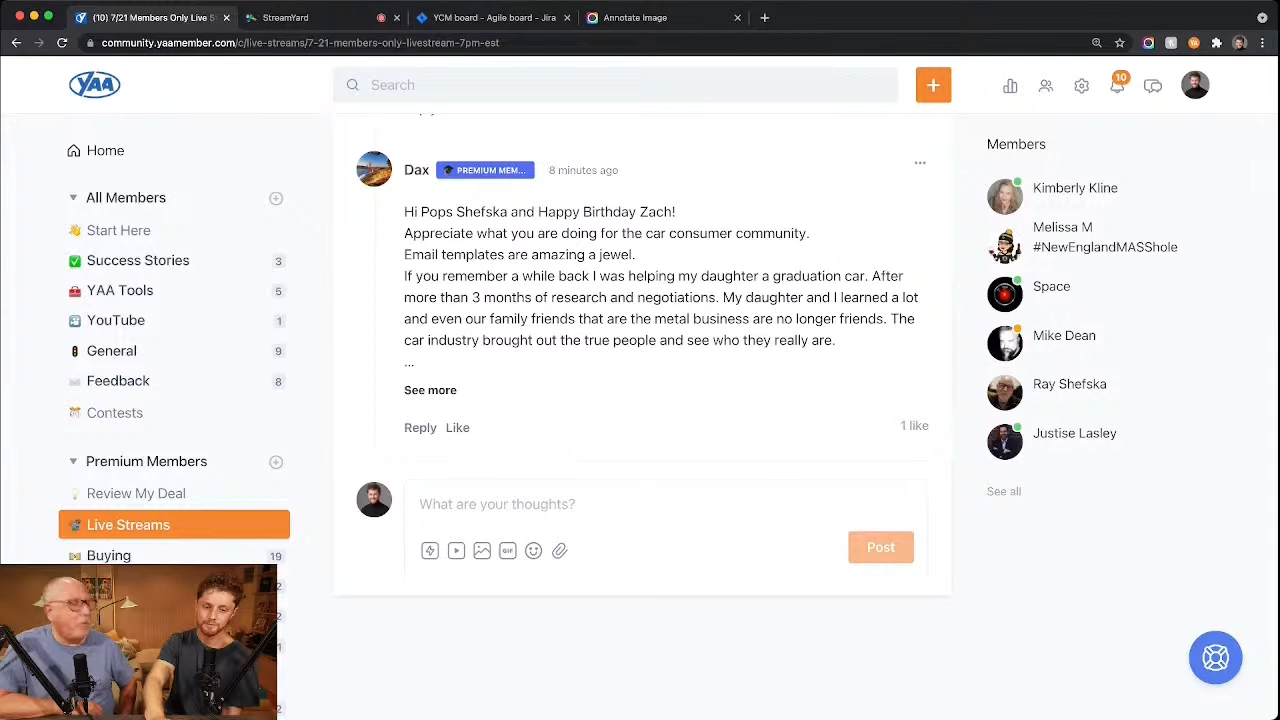 (10) 7/21 Members Only Live S
StreamYard
YCM board - Agile board - Jira
Annotate Image
community.yaamember.org/c/live-streams/7-21-members-only-livestream-7pm-est
YAA
Search
10
Home
All Members
Start Here
Success Stories 3
YAA Tools 5
YouTube 1
General 9
Feedback 8
Contests
Premium Members
Review My Deal
Live Streams
Buying 19
2
2
1
2
Dax PREMIUM MEM... 8 minutes ago
Hi Pops Shefska and Happy Birthday Zach!
Appreciate what you are doing for the car consumer community.
Email templates are amazing a jewel.
If you remember a while back I was helping my daughter a graduation car. After
more than 3 months of research and negotiations. My daughter and I learned a lot
and even our family friends that are the metal business are no longer friends. The
car industry brought out the true people and see who they really are.
...
See more
Reply Like 1 like
What are your thoughts?
GIF
Post
Members
Kimberly Kline
Melissa M
#NewEnglandMASShole
Space
Mike Dean
Ray Shefska
Justise Lasley
See all